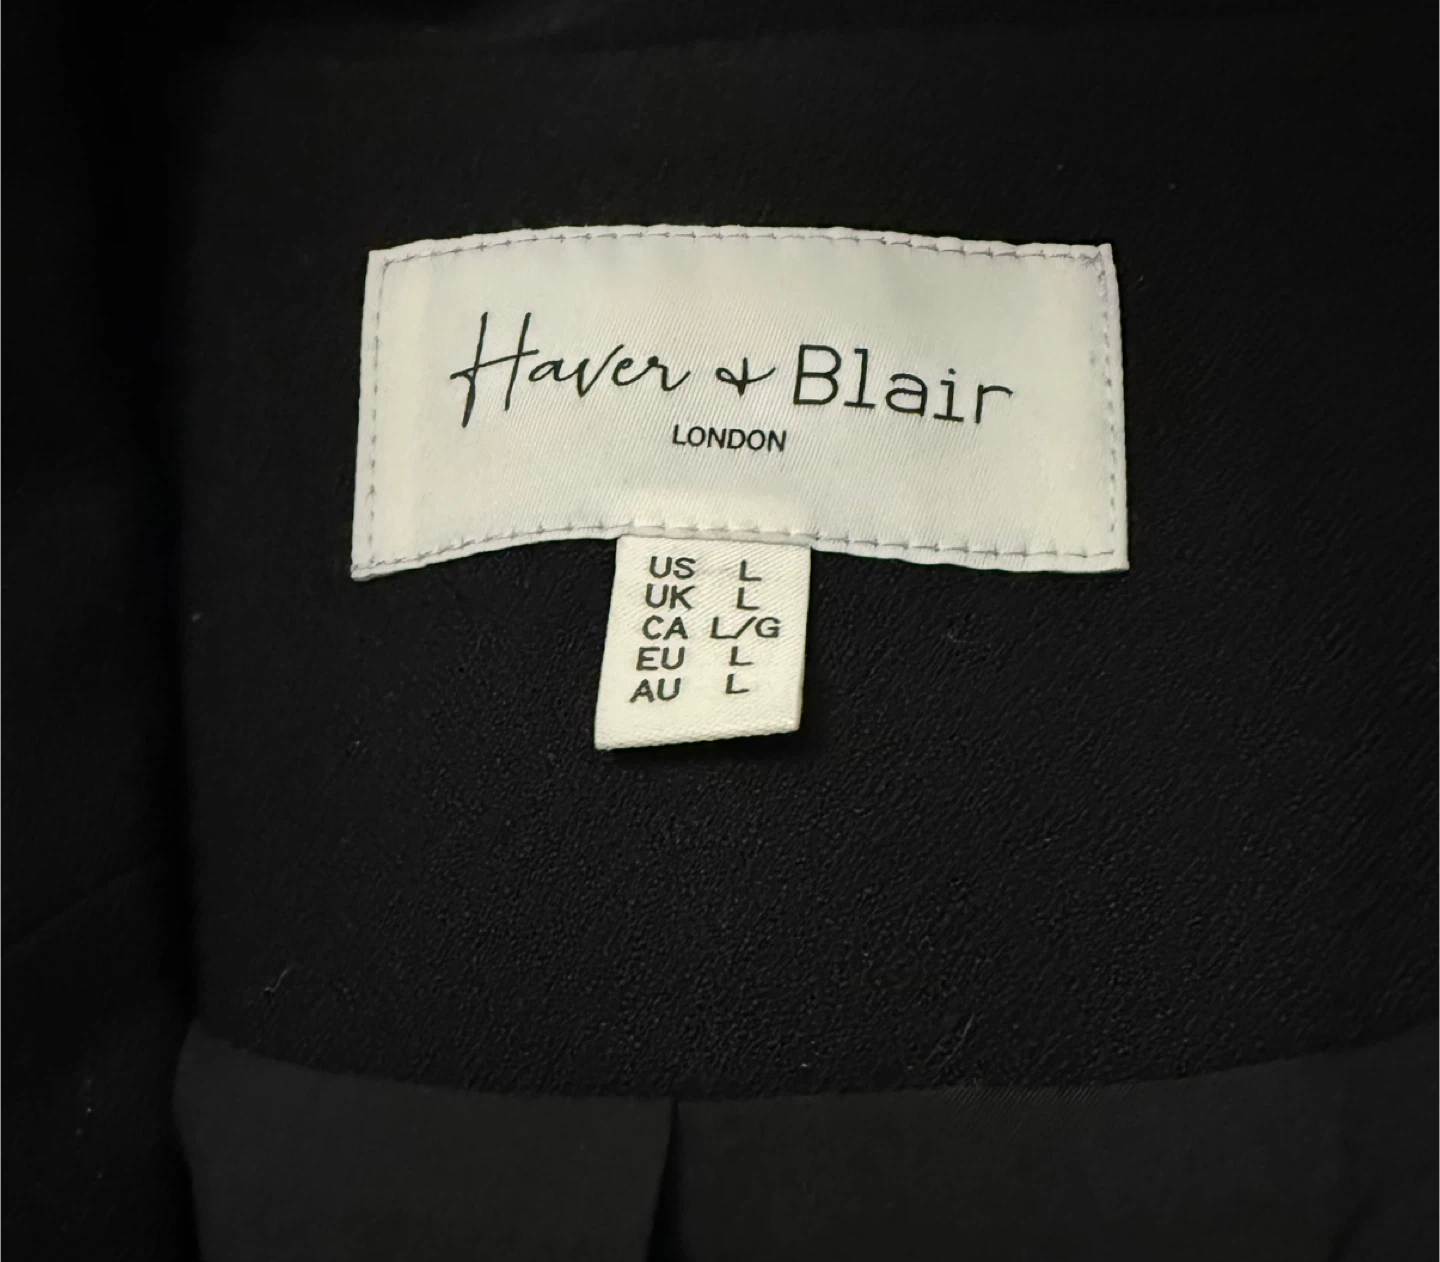 Haver & Blair
LONDON
US L
UK L
CA L/G
EU L
AU L